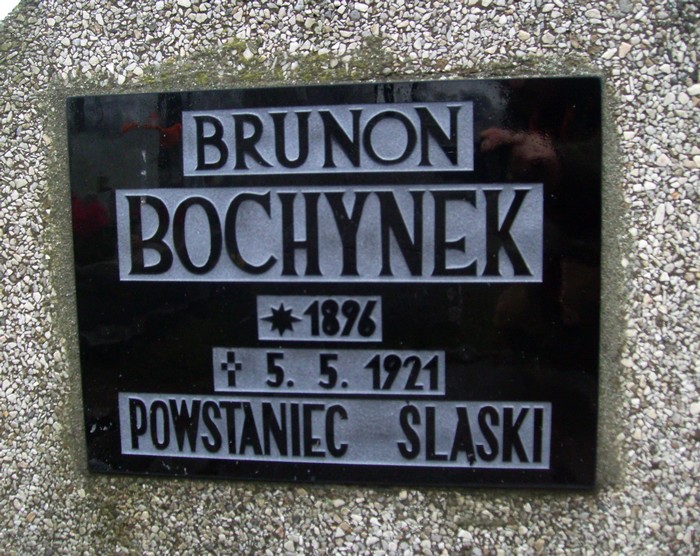 BRUNON
BOCHYNEK
* 1896
✝ 5. 5. 1921
POWSTANIEC ŚLĄSKI